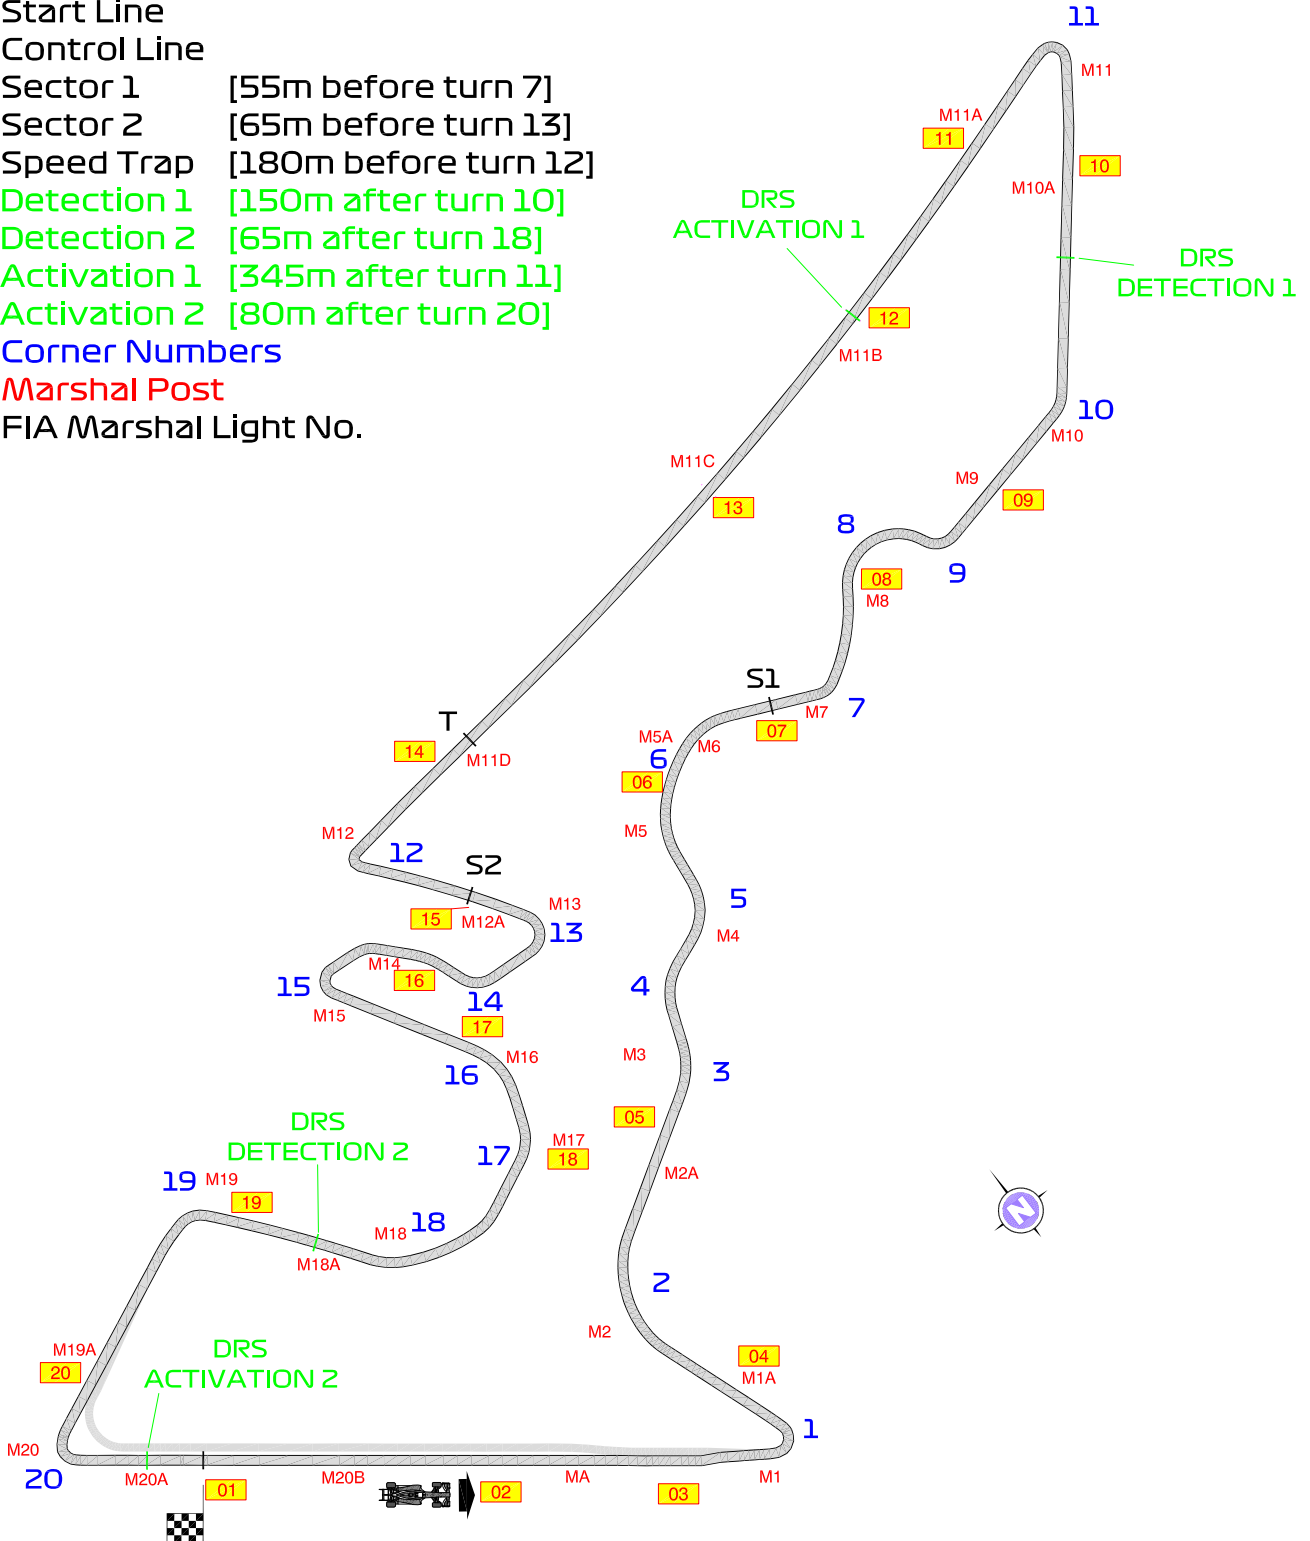 Start Line
Control Line
Sector 1 [55m before turn 7]
Sector 2 [65m before turn 13]
Speed Trap [180m before turn 12]
Detection 1 [150m after turn 10]
Detection 2 [65m after turn 18]
Activation 1 [345m after turn 11]
Activation 2 [80m after turn 20]
Corner Numbers
Marshal Post
FIA Marshal Light No.
11
M11
M11A
11
10
M10A
DRS
ACTIVATION 1
DRS
DETECTION 1
12
M11B
10
M10
M11C
M9
09
13
8
9
08
M8
S1
7
M7
T
07
M5A
M6
14
6
M11D
06
M12
M5
12
S2
5
15
M12A
M13
13
M4
M14
16
15
4
14
M15
17
M3
M16
16
3
DRS
DETECTION 2
05
17
M17
18
M2A
19
M19
19
M18
18
M18A
2
M2
M19A
20
DRS
ACTIVATION 2
04
M1A
1
M20
20
M20A
01
M20B
02
MA
03
M1
N